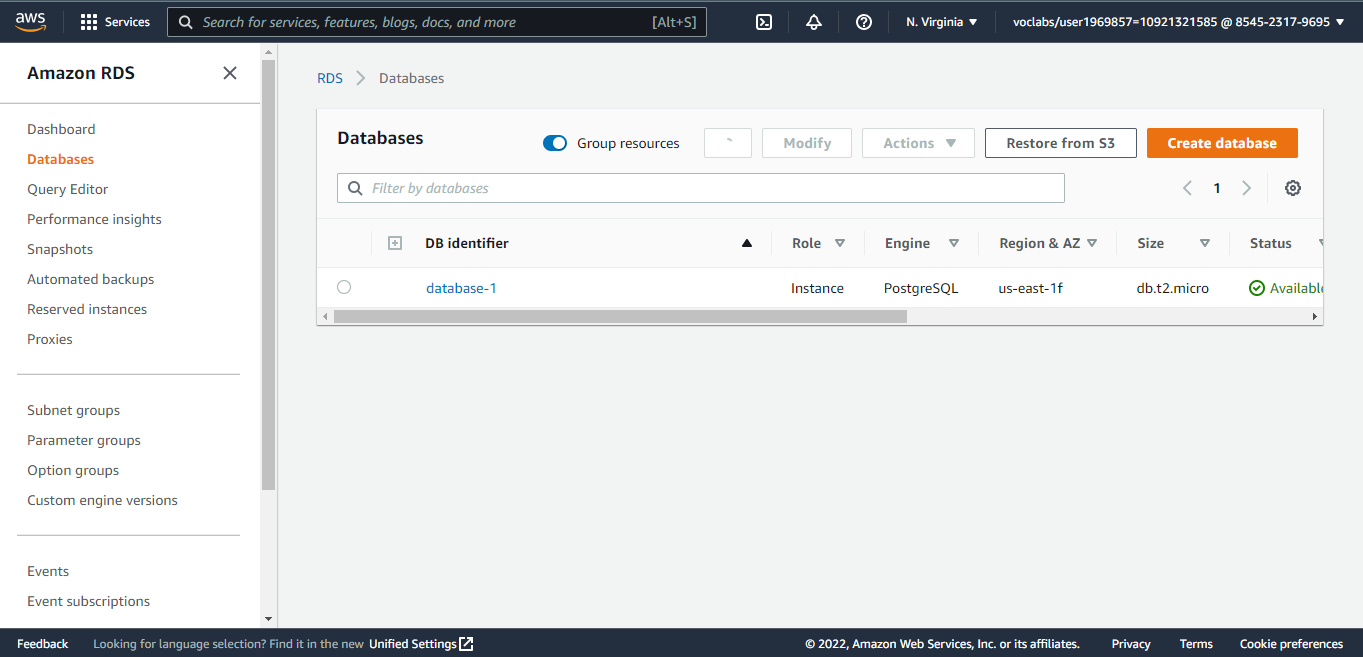 aws
Services
Search for services, features, blogs, docs, and more
[Alt+S]
N. Virginia
voclabs/user1969857=10921321585 @ 8545-2317-9695
Amazon RDS
Dashboard
Databases
Query Editor
Performance insights
Snapshots
Automated backups
Reserved instances
Proxies
Subnet groups
Parameter groups
Option groups
Custom engine versions
Events
Event subscriptions
RDS
Databases
Databases
Group resources
Modify
Actions
Restore from S3
Create database
Filter by databases
1
DB identifier
Role
Engine
Region & AZ
Size
Status
database-1
Instance
PostgreSQL
us-east-1f
db.t2.micro
Available
Feedback
Looking for language selection? Find it in the new Unified Settings
© 2022, Amazon Web Services, Inc. or its affiliates.
Privacy
Terms
Cookie preferences